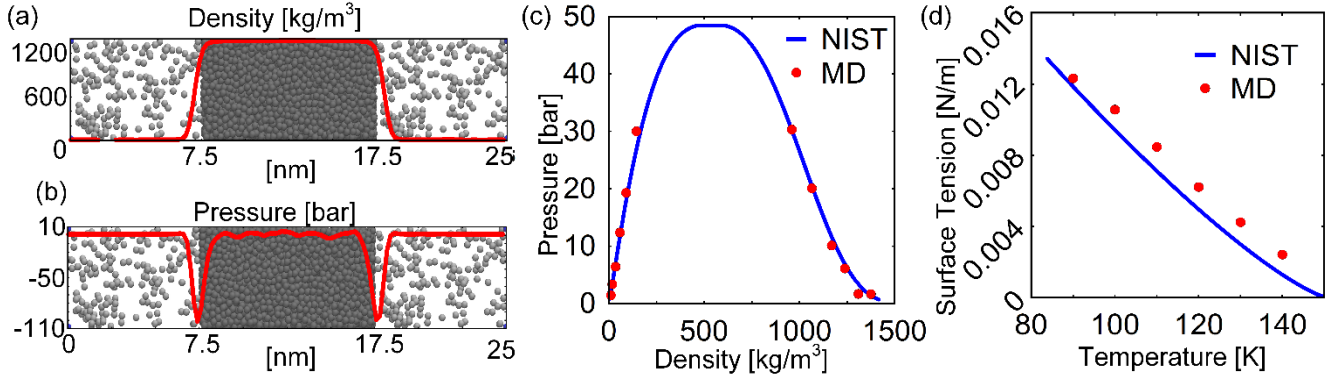 (a)
Density [kg/m³]
1200
600
0
7.5
17.5
25
[nm]
(b)
Pressure [bar]
10
-50
-110
0
7.5
17.5
25
[nm]
(c)
50
40
30
20
10
0
Pressure [bar]
NIST
MD
0
500
1000
1500
Density [kg/m³]
(d)
0.016
0.012
0.008
0.004
0
Surface Tension [N/m]
NIST
MD
80
100
120
140
Temperature [K]